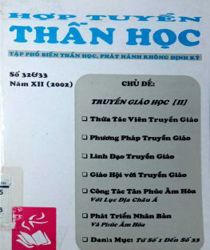 HỢP TUYỂN
THẦN HỌC
TẬP PHỔ BIẾN THẦN HỌC, PHÁT HÀNH KHÔNG ĐỊNH KỲ
Số 32&33
Năm XII (2002)
CHỦ ĐỀ:
TRUYỀN GIÁO HỌC [II]
Thừa Tác Viên Truyền Giáo
Phương Pháp Truyền Giáo
Linh Đạo Truyền Giáo
Giáo Hội với Truyền Giáo
Công Tác Phúc Âm Hóa
Với Lục Địa Châu Á
Phát Triển Nhân Bản
Và Phúc Âm Hóa
Danh Mục: Từ Số 1 Đến Số 33